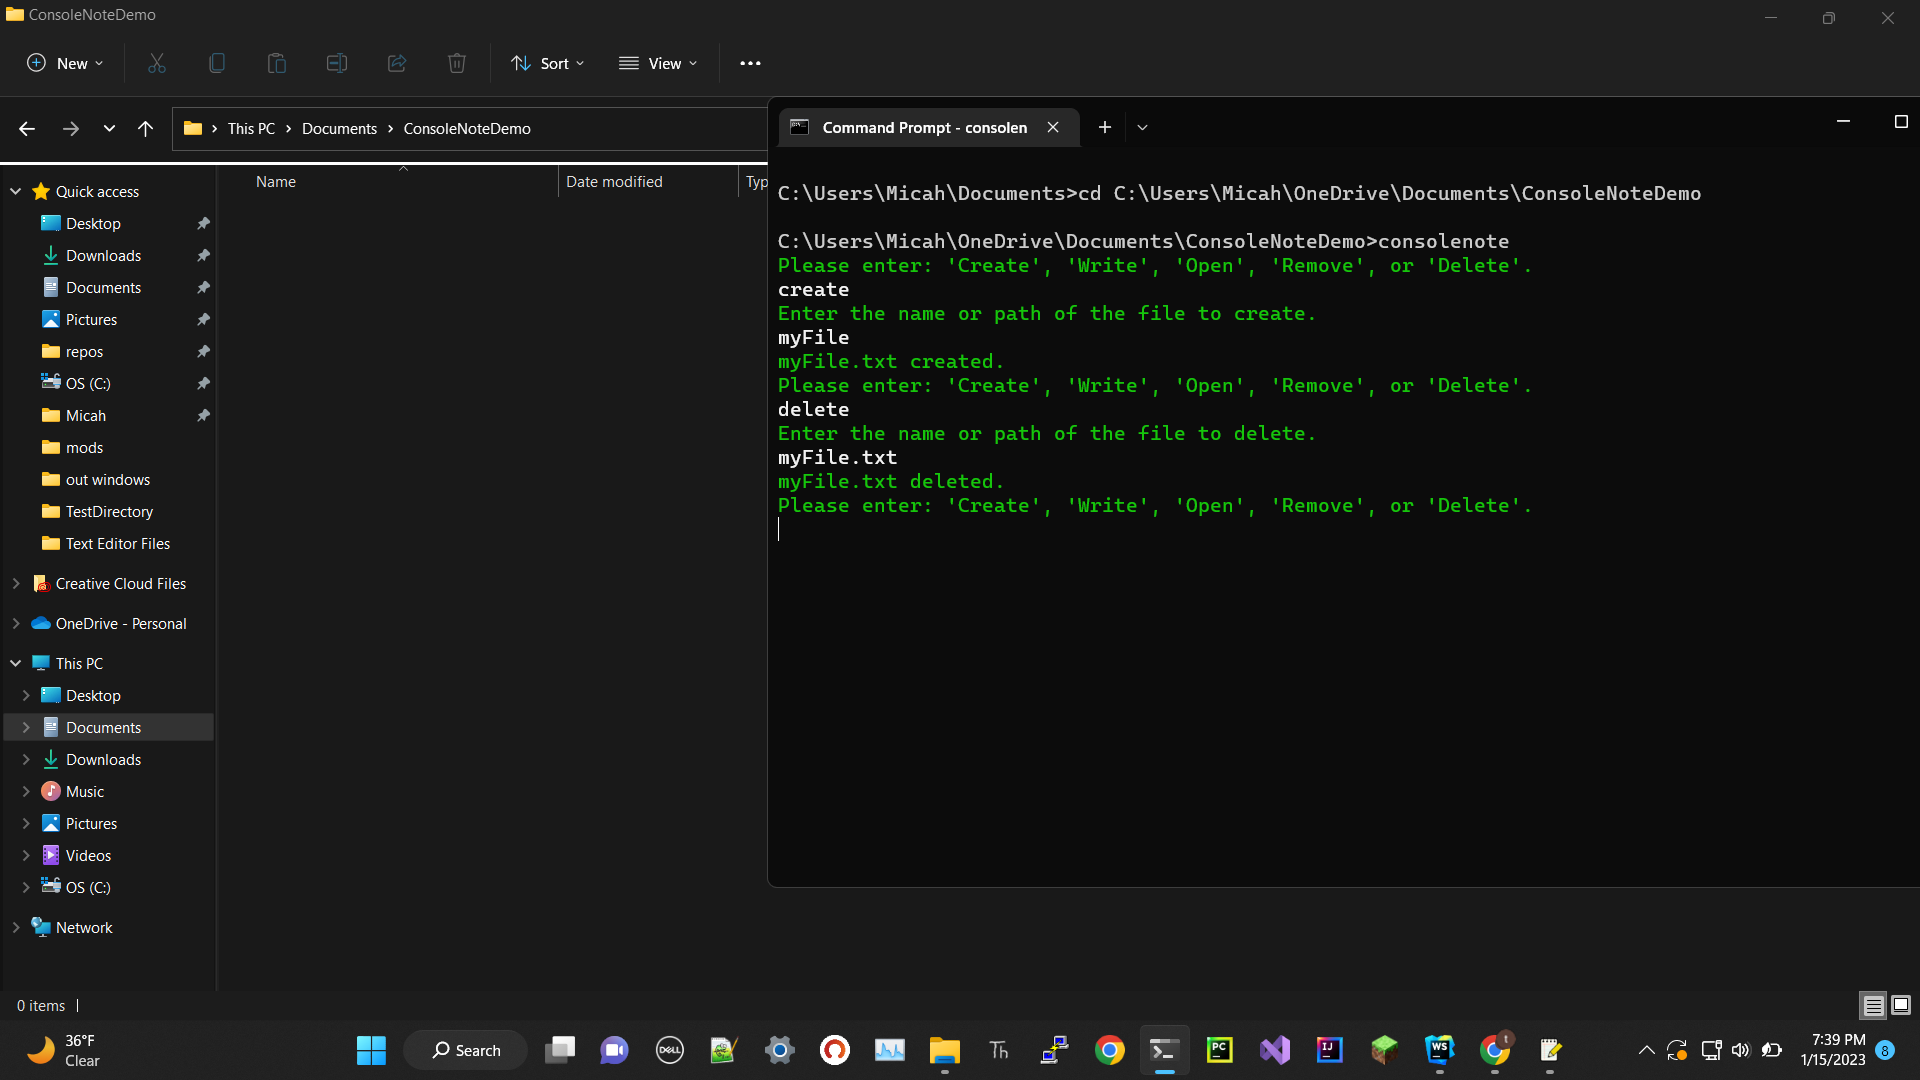 ConsoleNoteDemo
New
Sort
View
This PC > Documents > ConsoleNoteDemo
Name
Date modified
Typ
Quick access
Desktop
Downloads
Documents
Pictures
repos
OS (C:)
Micah
mods
out windows
TestDirectory
Text Editor Files
Creative Cloud Files
OneDrive - Personal
This PC
Desktop
Documents
Downloads
Music
Pictures
Videos
OS (C:)
Network
0 items
Command Prompt - consolen
C:\Users\Micah\Documents>cd C:\Users\Micah\OneDrive\Documents\ConsoleNoteDemo
C:\Users\Micah\OneDrive\Documents\ConsoleNoteDemo>consolenote
Please enter: 'Create', 'Write', 'Open', 'Remove', or 'Delete'.
create
Enter the name or path of the file to create.
myFile
myFile.txt created.
Please enter: 'Create', 'Write', 'Open', 'Remove', or 'Delete'.
delete
Enter the name or path of the file to delete.
myFile.txt
myFile.txt deleted.
Please enter: 'Create', 'Write', 'Open', 'Remove', or 'Delete'.
36°F
Clear
Search
DELL
Th
PC
IJ
WS
t
7:39 PM
1/15/2023
8